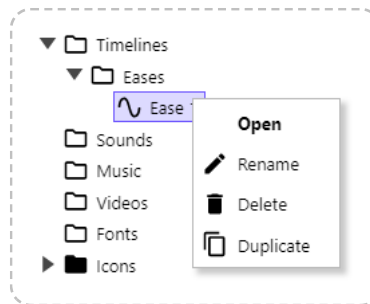 Timelines
Eases
Ease
Open
Sounds
Rename
Music
Delete
Videos
Duplicate
Fonts
Icons